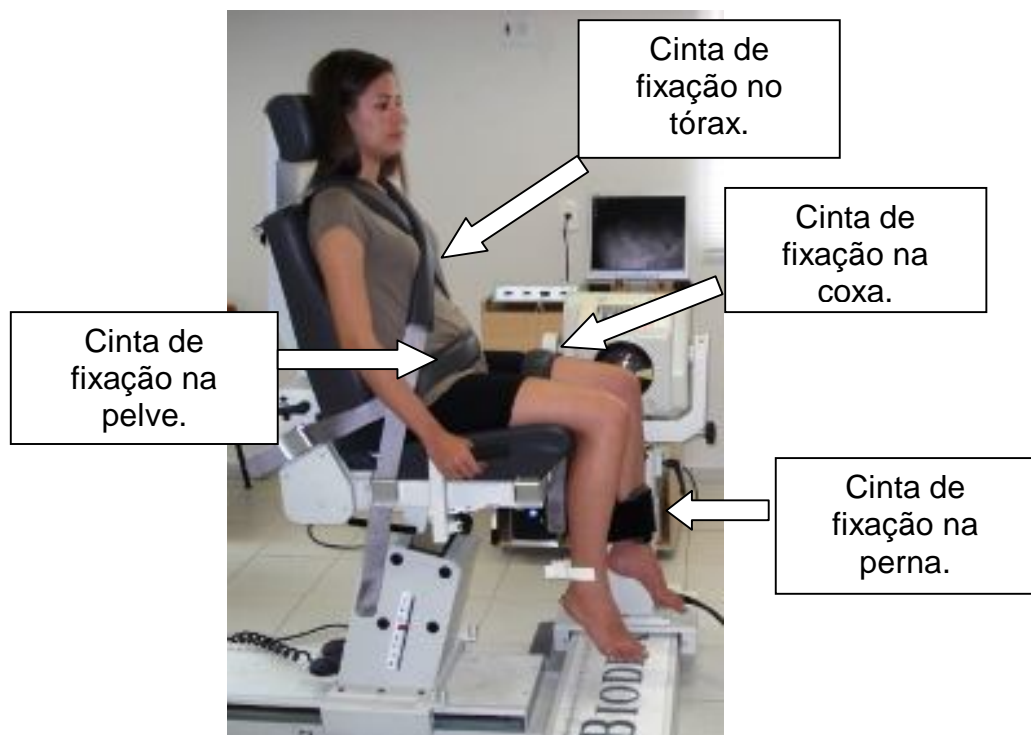 Cinta de
fixação no
tórax.
Cinta de
fixação na
coxa.
Cinta de
fixação na
pelve.
Cinta de
fixação na
perna.